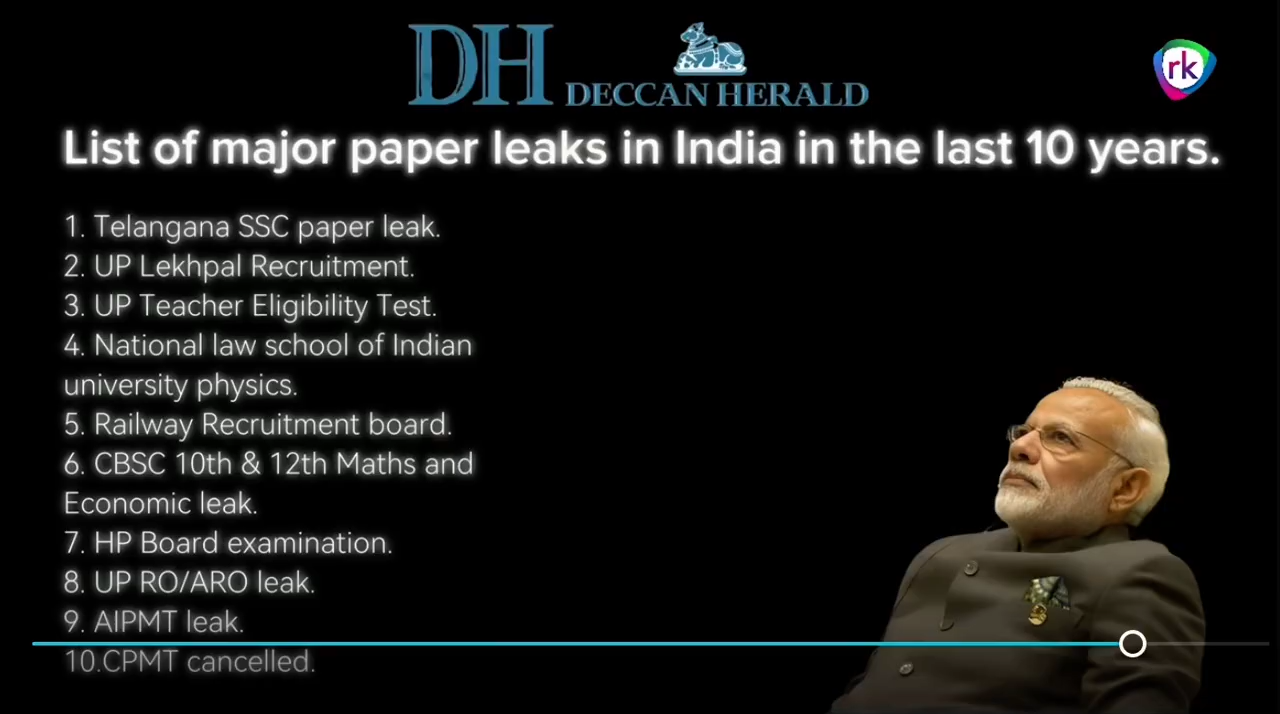 DH DECCAN HERALD
rk
List of major paper leaks in India in the last 10 years.
1. Telangana SSC paper leak.
2. UP Lekhpal Recruitment.
3. UP Teacher Eligibility Test.
4. National law school of Indian
university physics.
5. Railway Recruitment board.
6. CBSC 10th & 12th Maths and
Economic leak.
7. HP Board examination.
8. UP RO/ARO leak.
9. AIPMT leak.
10.CPMT cancelled.